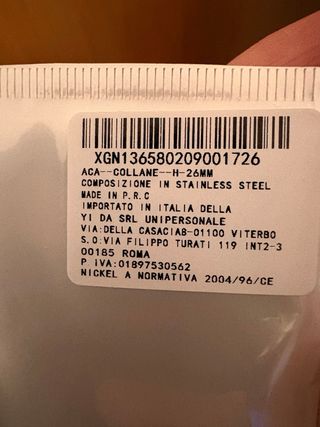 XGN136580209001726
ACA--COLLANE--H-26MM
COMPOSIZIONE IN STAINLESS STEEL
MADE IN P.R.C
IMPORTATO IN ITALIA DELLA
YI DA SRL UNIPERSONALE
VIA:DELLA CASACIA8-01100 VITERBO
S.O:VIA FILIPPO TURATI 119 INT2-3
00185 ROMA
P IVA:01897530562
NICKEL A NORMATIVA 2004/96/CE